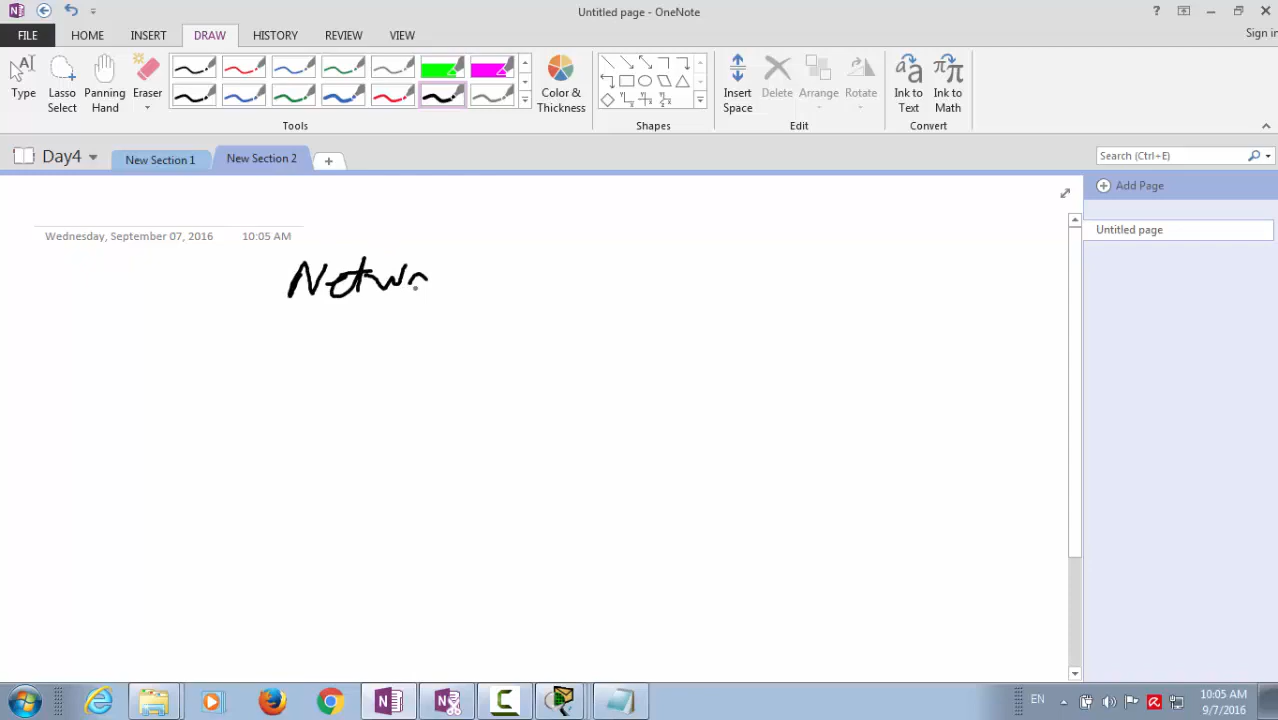 Untitled page - OneNote
Sign in
FILE HOME INSERT DRAW HISTORY REVIEW VIEW
Type
Lasso Select
Panning Hand
Eraser
Color & Thickness
Insert Space
Delete
Arrange
Rotate
Ink to Text
Ink to Math
Tools
Shapes
Edit
Convert
Day4
New Section 1
New Section 2
Search (Ctrl+E)
Add Page
Untitled page
Wednesday, September 07, 2016 10:05 AM
Netwo
EN
10:05 AM
9/7/2016